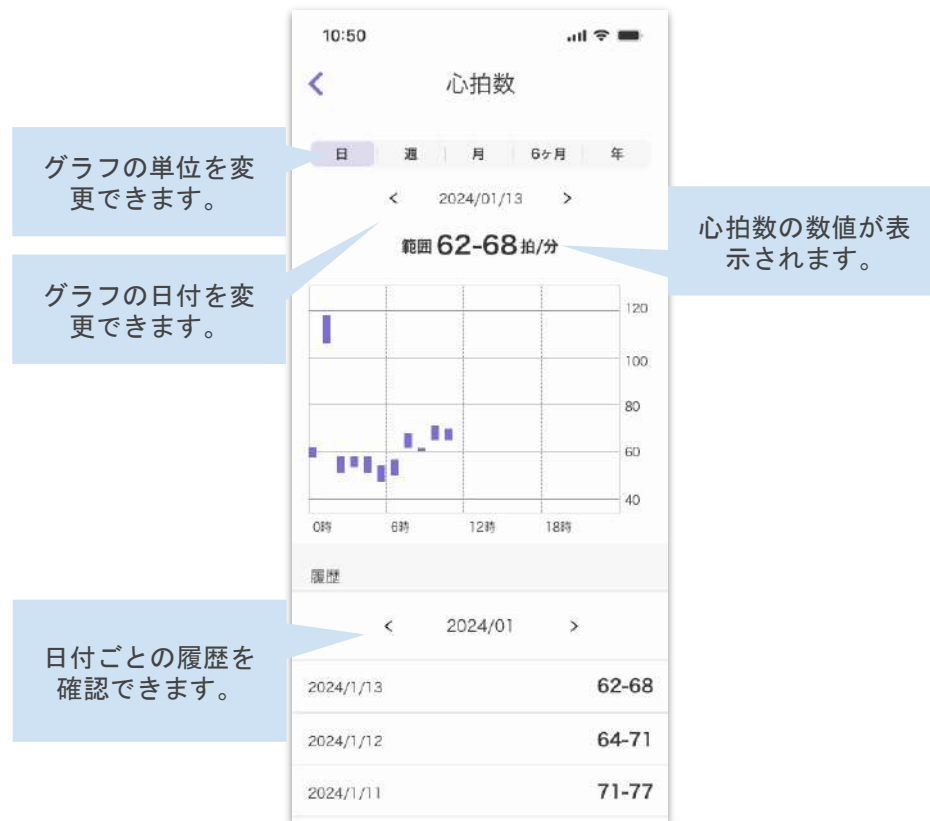 10:50
心拍数
日 週 月 6ヶ月 年
グラフの単位を変
更できます。
< 2024/01/13 >
心拍数の数値が表
示されます。
範囲 62-68 拍/分
グラフの日付を変
更できます。
120
100
80
60
40
0時 6時 12時 18時
履歴
< 2024/01 >
日付ごとの履歴を
確認できます。
2024/1/13 62-68
2024/1/12 64-71
2024/1/11 71-77